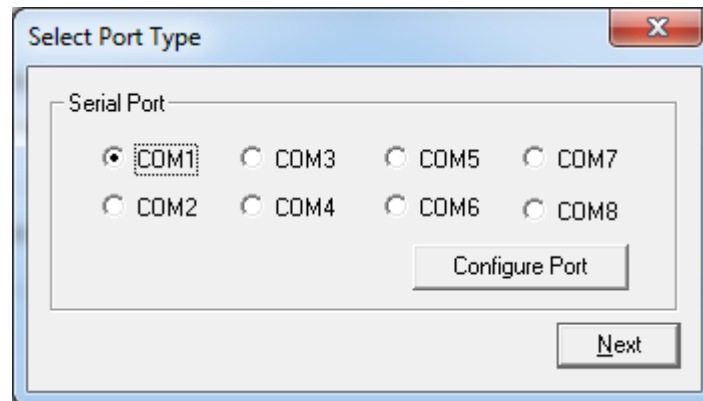 Select Port Type
Serial Port
COM1 COM3 COM5 COM7
COM2 COM4 COM6 COM8
Configure Port
Next